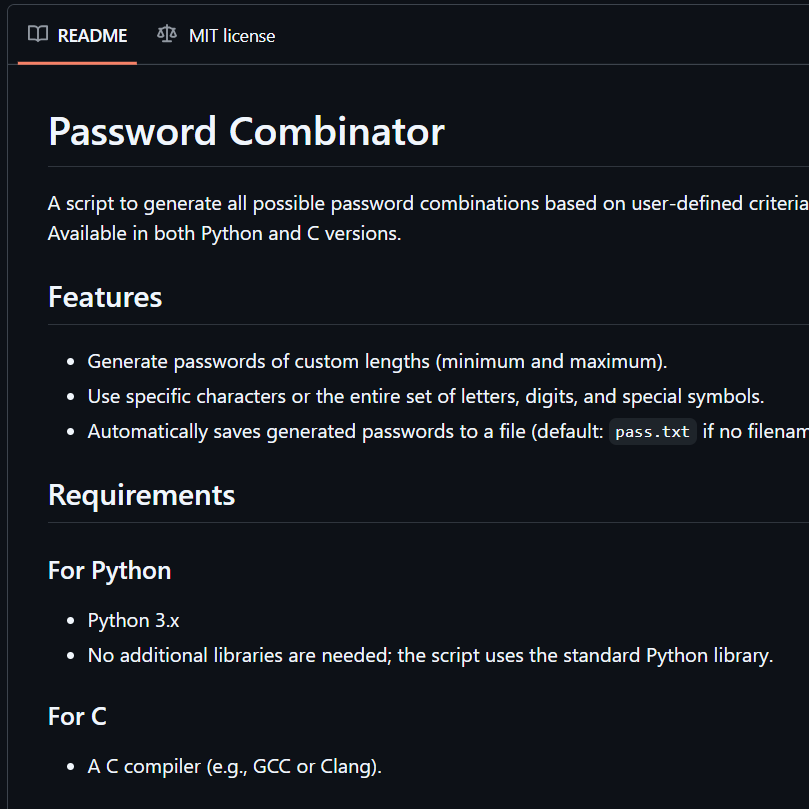 README MIT license
Password Combinator
A script to generate all possible password combinations based on user-defined criteria
Available in both Python and C versions.
Features
Generate passwords of custom lengths (minimum and maximum).
Use specific characters or the entire set of letters, digits, and special symbols.
Automatically saves generated passwords to a file (default: pass.txt if no filenam
Requirements
For Python
Python 3.x
No additional libraries are needed; the script uses the standard Python library.
For C
A C compiler (e.g., GCC or Clang).